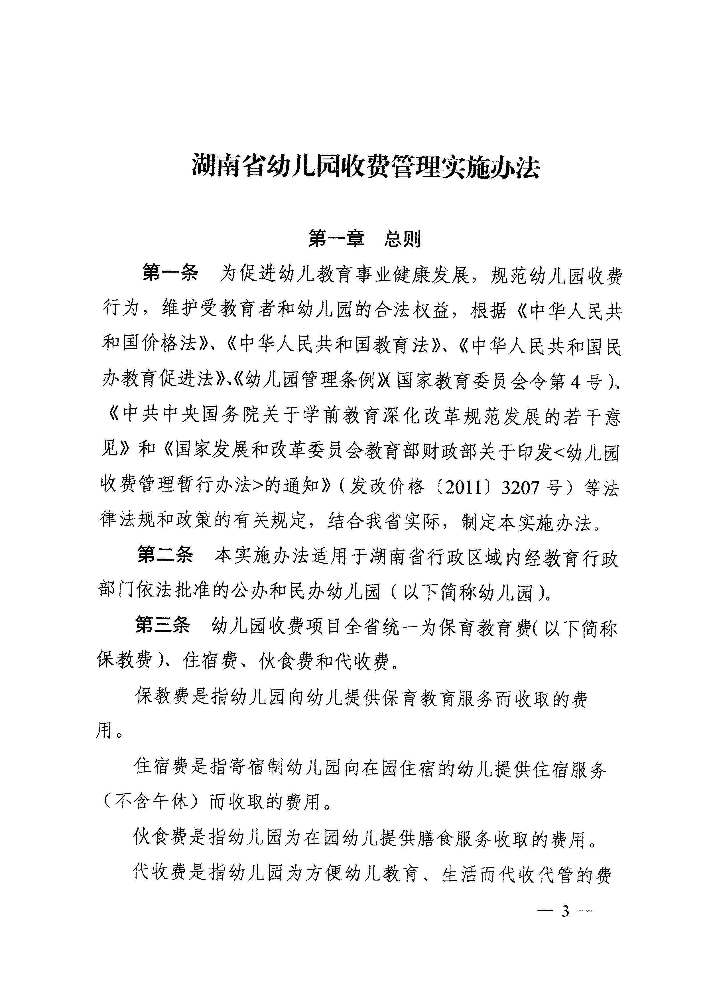 湖南省幼儿园收费管理实施办法
第一章 总则
第一条 为促进幼儿教育事业健康发展，规范幼儿园收费
行为，维护受教育者和幼儿园的合法权益，根据《中华人民共
和国价格法》、《中华人民共和国教育法》、《中华人民共和国民
办教育促进法》、《幼儿园管理条例》（国家教育委员会令第 4 号）、
《中共中央国务院关于学前教育深化改革规范发展的若干意
见》和《国家发展和改革委员会教育部财政部关于印发<幼儿园
收费管理暂行办法>的通知》（发改价格〔2011〕3207 号）等法
律法规和政策的有关规定，结合我省实际，制定本实施办法。
第二条 本实施办法适用于湖南省行政区域内经教育行政
部门依法批准的公办和民办幼儿园（以下简称幼儿园）。
第三条 幼儿园收费项目全省统一为保育教育费（以下简称
保教费）、住宿费、伙食费和代收费。
保教费是指幼儿园向幼儿提供保育教育服务而收取的费
用。
住宿费是指寄宿制幼儿园向在园住宿的幼儿提供住宿服务
（不含午休）而收取的费用。
伙食费是指幼儿园为在园幼儿提供膳食服务收取的费用。
代收费是指幼儿园为方便幼儿教育、生活而代收代管的费
— 3 —